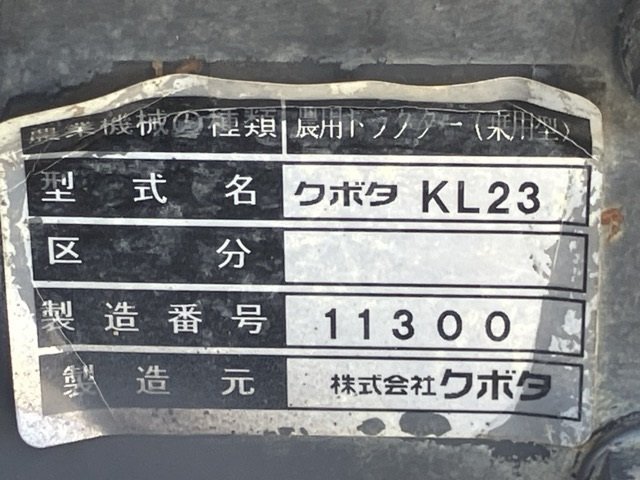 農業機械の種類 農用トラクター(乗用型)
型式名 クボタ KL23
区分
製造番号 11300
製造元 株式会社クボタ